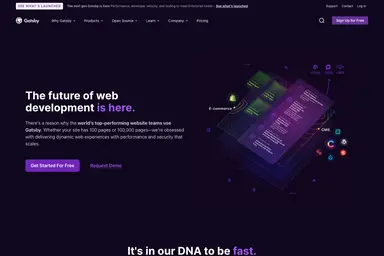 SEE WHAT'S LAUNCHED
The next-gen Gatsby is here! Performance, developer velocity, and scaling to meet Enterprise needs – See what's launched!
Support Contact Log In
Gatsby Why Gatsby Products Open Source Learn Company Pricing
Sign Up for Free
The future of web
development is here.
There's a reason why the world's top-performing website teams use
Gatsby. Whether your site has 100 pages or 100,000 pages—we're obsessed
with delivering dynamic web experiences with performance and security that
scales.
Get Started For Free
Request Demo
E-commerce
CMS
It's in our DNA to be fast.